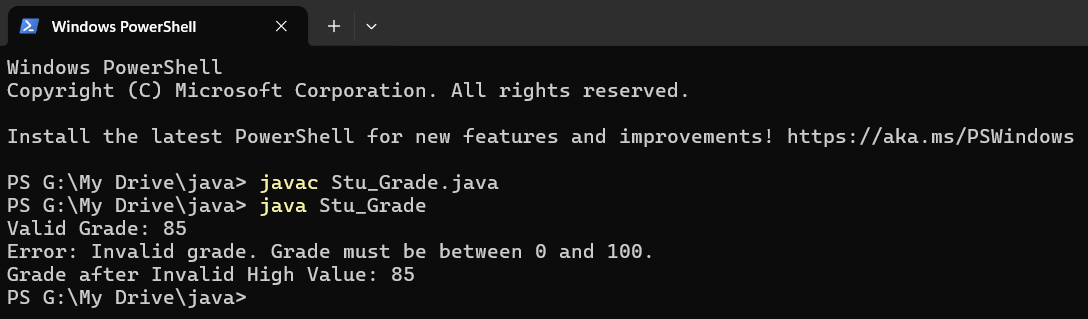 Windows PowerShell
Windows PowerShell
Copyright (C) Microsoft Corporation. All rights reserved.
Install the latest PowerShell for new features and improvements! https://aka.ms/PSWindows
PS G:\My Drive\java> javac Stu_Grade.java
PS G:\My Drive\java> java Stu_Grade
Valid Grade: 85
Error: Invalid grade. Grade must be between 0 and 100.
Grade after Invalid High Value: 85
PS G:\My Drive\java>